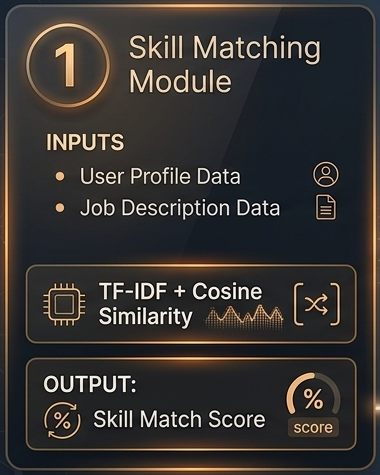 1
Skill Matching
Module
INPUTS
• User Profile Data
• Job Description Data
TF-IDF + Cosine
Similarity
OUTPUT:
% Skill Match Score
%
score